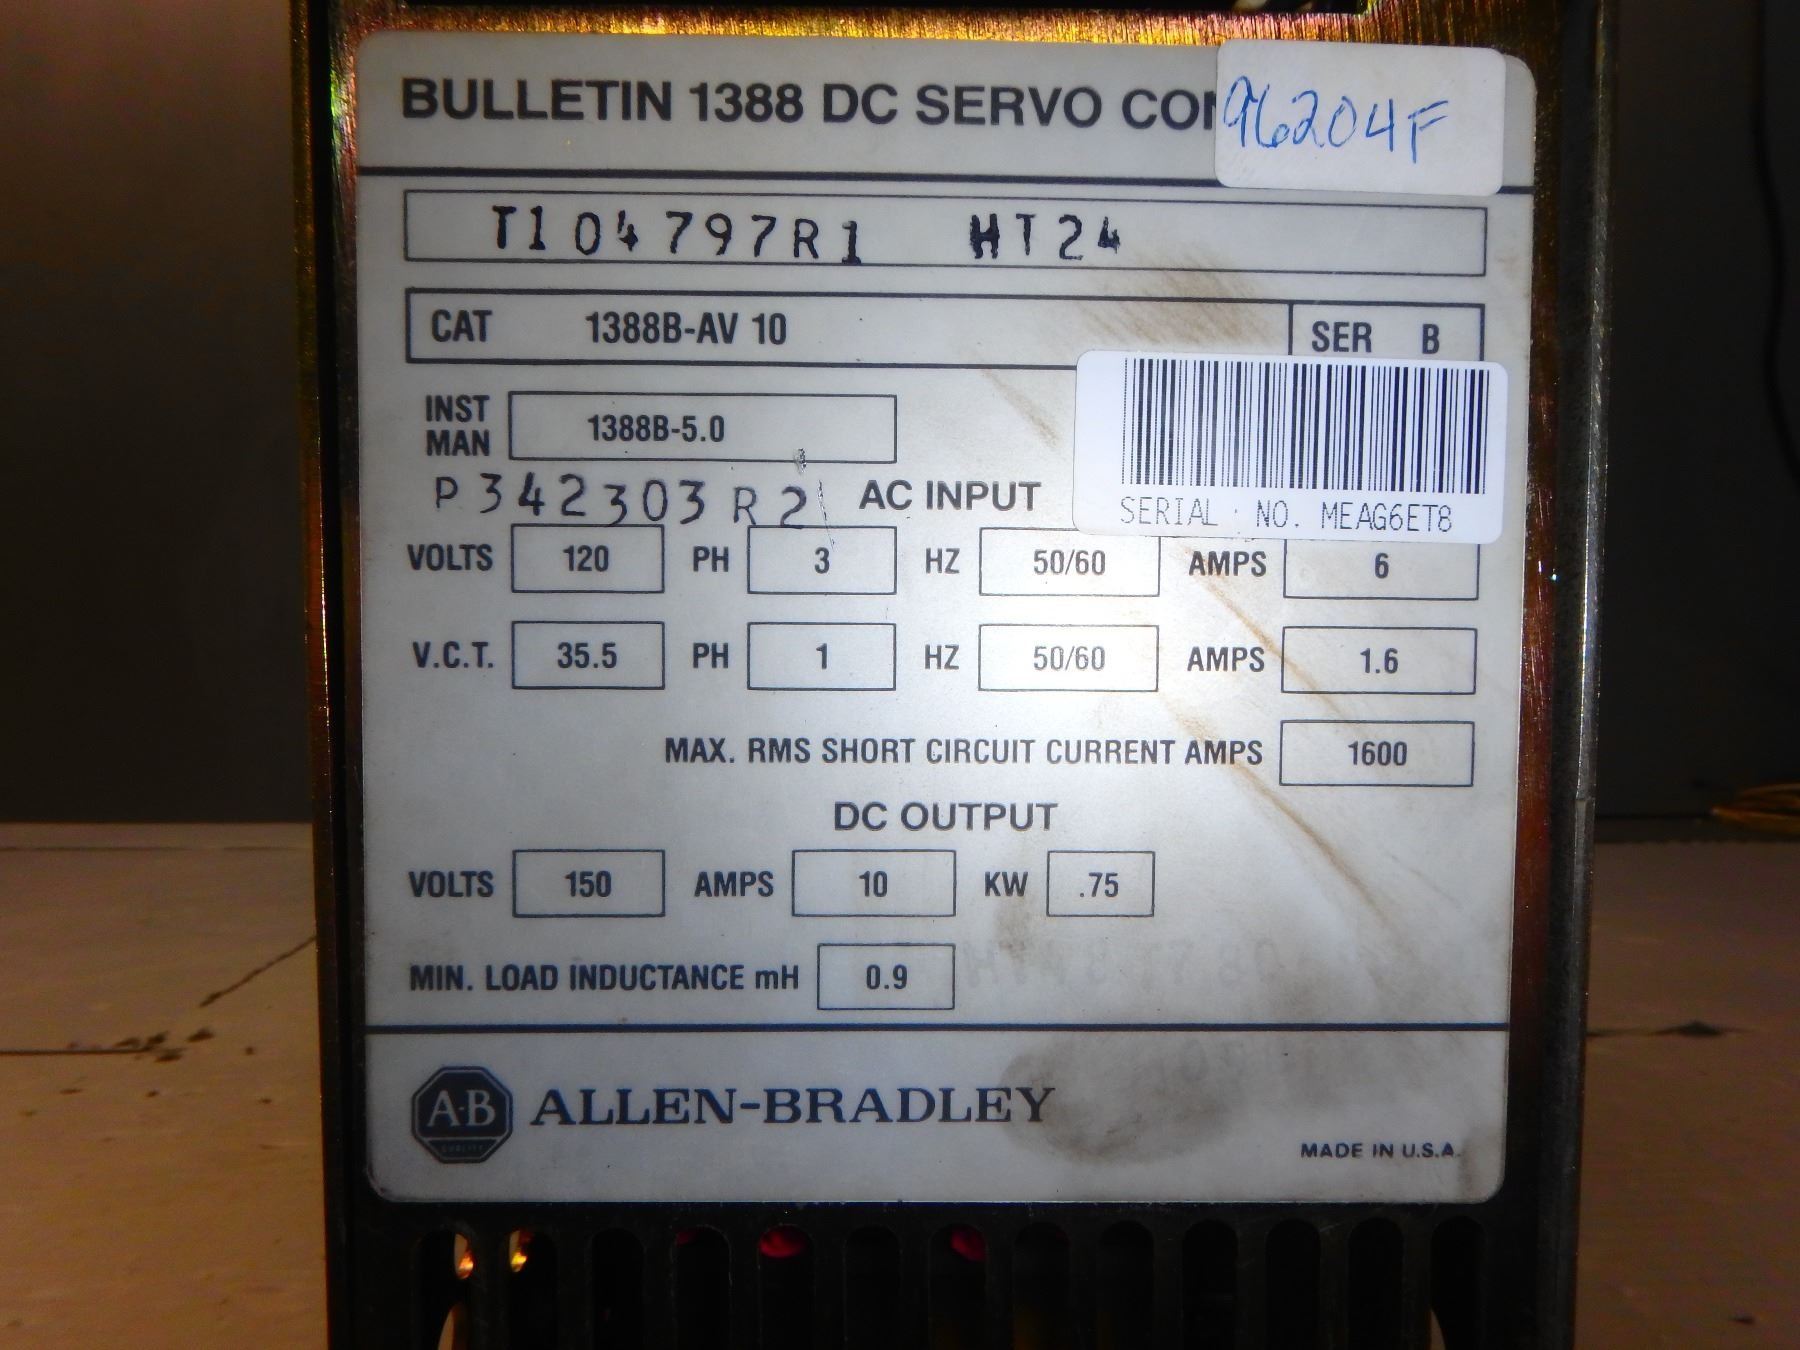 BULLETIN 1388 DC SERVO CON
96204F
T104797R1 HT24
CAT 1388B-AV 10 SER B
INST MAN 1388B-5.0
P342303R2
SERIAL NO. MEAG6ET8
AC INPUT
VOLTS 120 PH 3 HZ 50/60 AMPS 6
V.C.T. 35.5 PH 1 HZ 50/60 AMPS 1.6
MAX. RMS SHORT CIRCUIT CURRENT AMPS 1600
DC OUTPUT
VOLTS 150 AMPS 10 KW .75
MIN. LOAD INDUCTANCE mH 0.9
A-B
QUALITY
ALLEN-BRADLEY
MADE IN U.S.A.